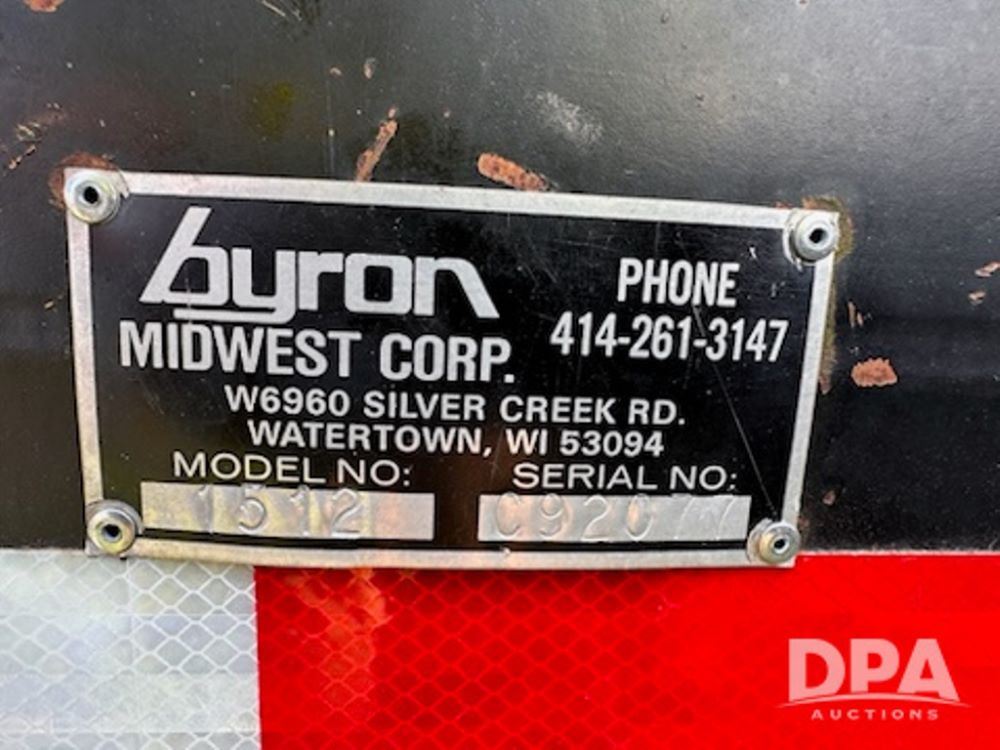 byron
MIDWEST CORP.
PHONE
414-261-3147
W6960 SILVER CREEK RD.
WATERTOWN, WI 53094
MODEL NO: SERIAL NO:
1512
DPA
AUCTIONS